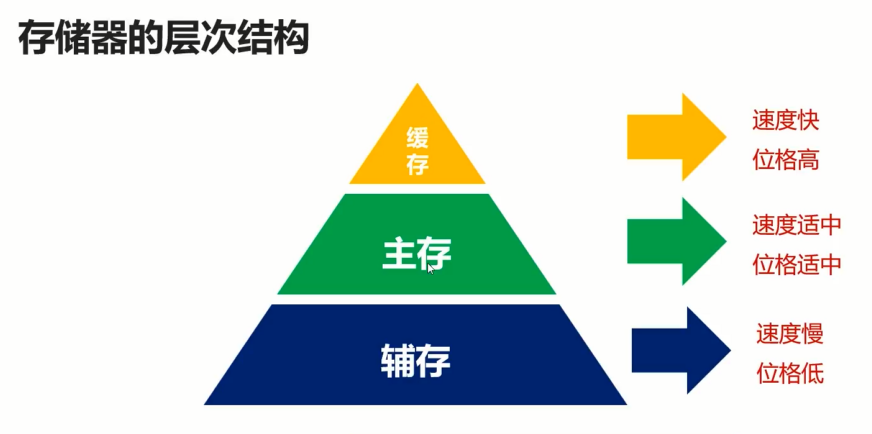 存储器的层次结构
缓
存
速度快
位格高
主存
速度适中
位格适中
辅存
速度慢
位格低